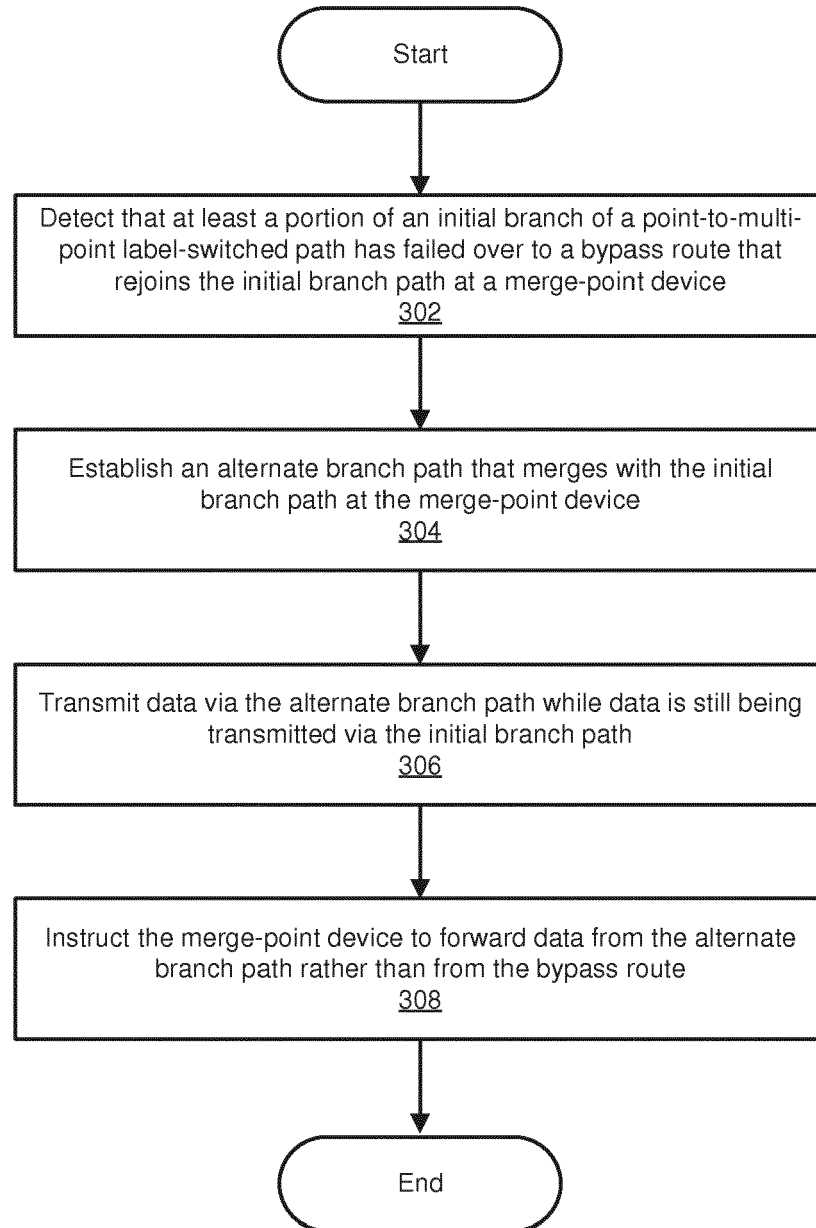 Start
Detect that at least a portion of an initial branch of a point-to-multi-
point label-switched path has failed over to a bypass route that
rejoins the initial branch path at a merge-point device
302
Establish an alternate branch path that merges with the initial
branch path at the merge-point device
304
Transmit data via the alternate branch path while data is still being
transmitted via the initial branch path
306
Instruct the merge-point device to forward data from the alternate
branch path rather than from the bypass route
308
End